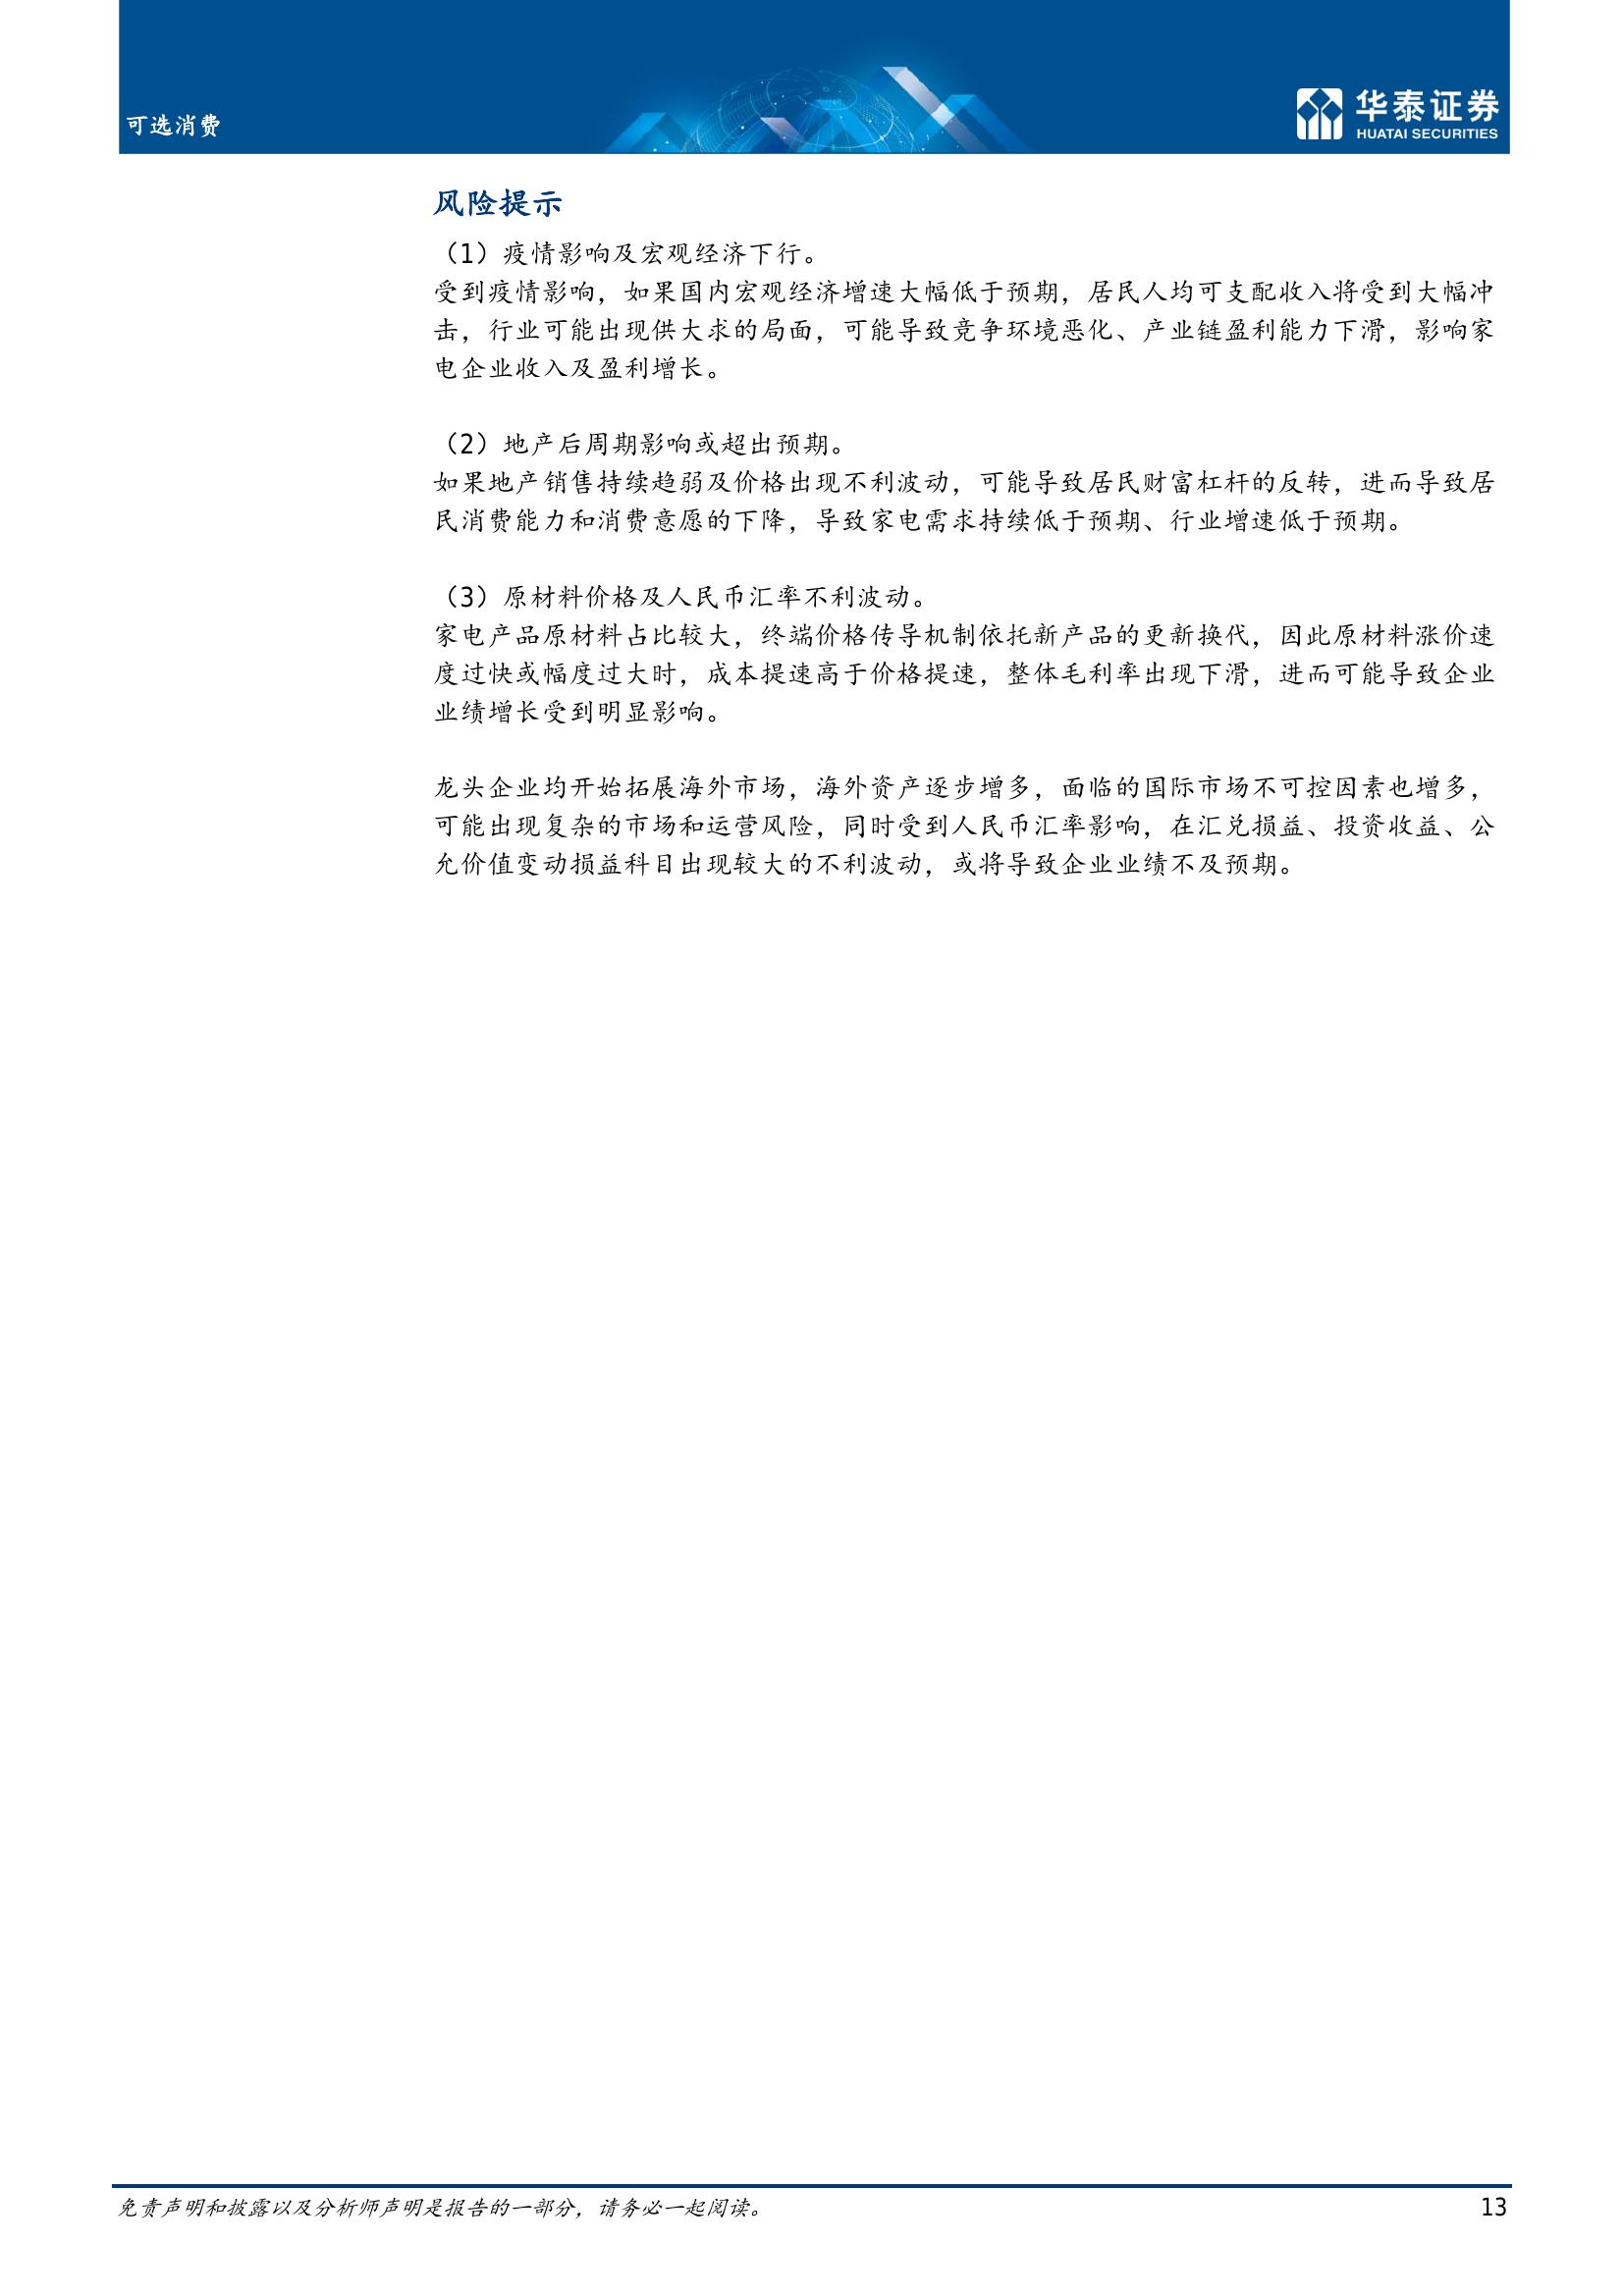 可选消费
华泰证券
HUATAI SECURITIES
风险提示
（1）疫情影响及宏观经济下行。
受到疫情影响，如果国内宏观经济增速大幅低于预期，居民人均可支配收入将受到大幅冲
击，行业可能出现供大求的局面，可能导致竞争环境恶化、产业链盈利能力下滑，影响家
电企业收入及盈利增长。
（2）地产后周期影响或超出预期。
如果地产销售持续趋弱及价格出现不利波动，可能导致居民财富杠杆的反转，进而导致居
民消费能力和消费意愿的下降，导致家电需求持续低于预期、行业增速低于预期。
（3）原材料价格及人民币汇率不利波动。
家电产品原材料占比较大，终端价格传导机制依托新产品的更新换代，因此原材料涨价速
度过快或幅度过大时，成本提速高于价格提速，整体毛利率出现下滑，进而可能导致企业
业绩增长受到明显影响。
龙头企业均开始拓展海外市场，海外资产逐步增多，面临的国际市场不可控因素也增多，
可能出现复杂的市场和运营风险，同时受到人民币汇率影响，在汇兑损益、投资收益、公
允价值变动损益科目出现较大的不利波动，或将导致企业业绩不及预期。
免责声明和披露以及分析师声明是报告的一部分，请务必一起阅读。
13